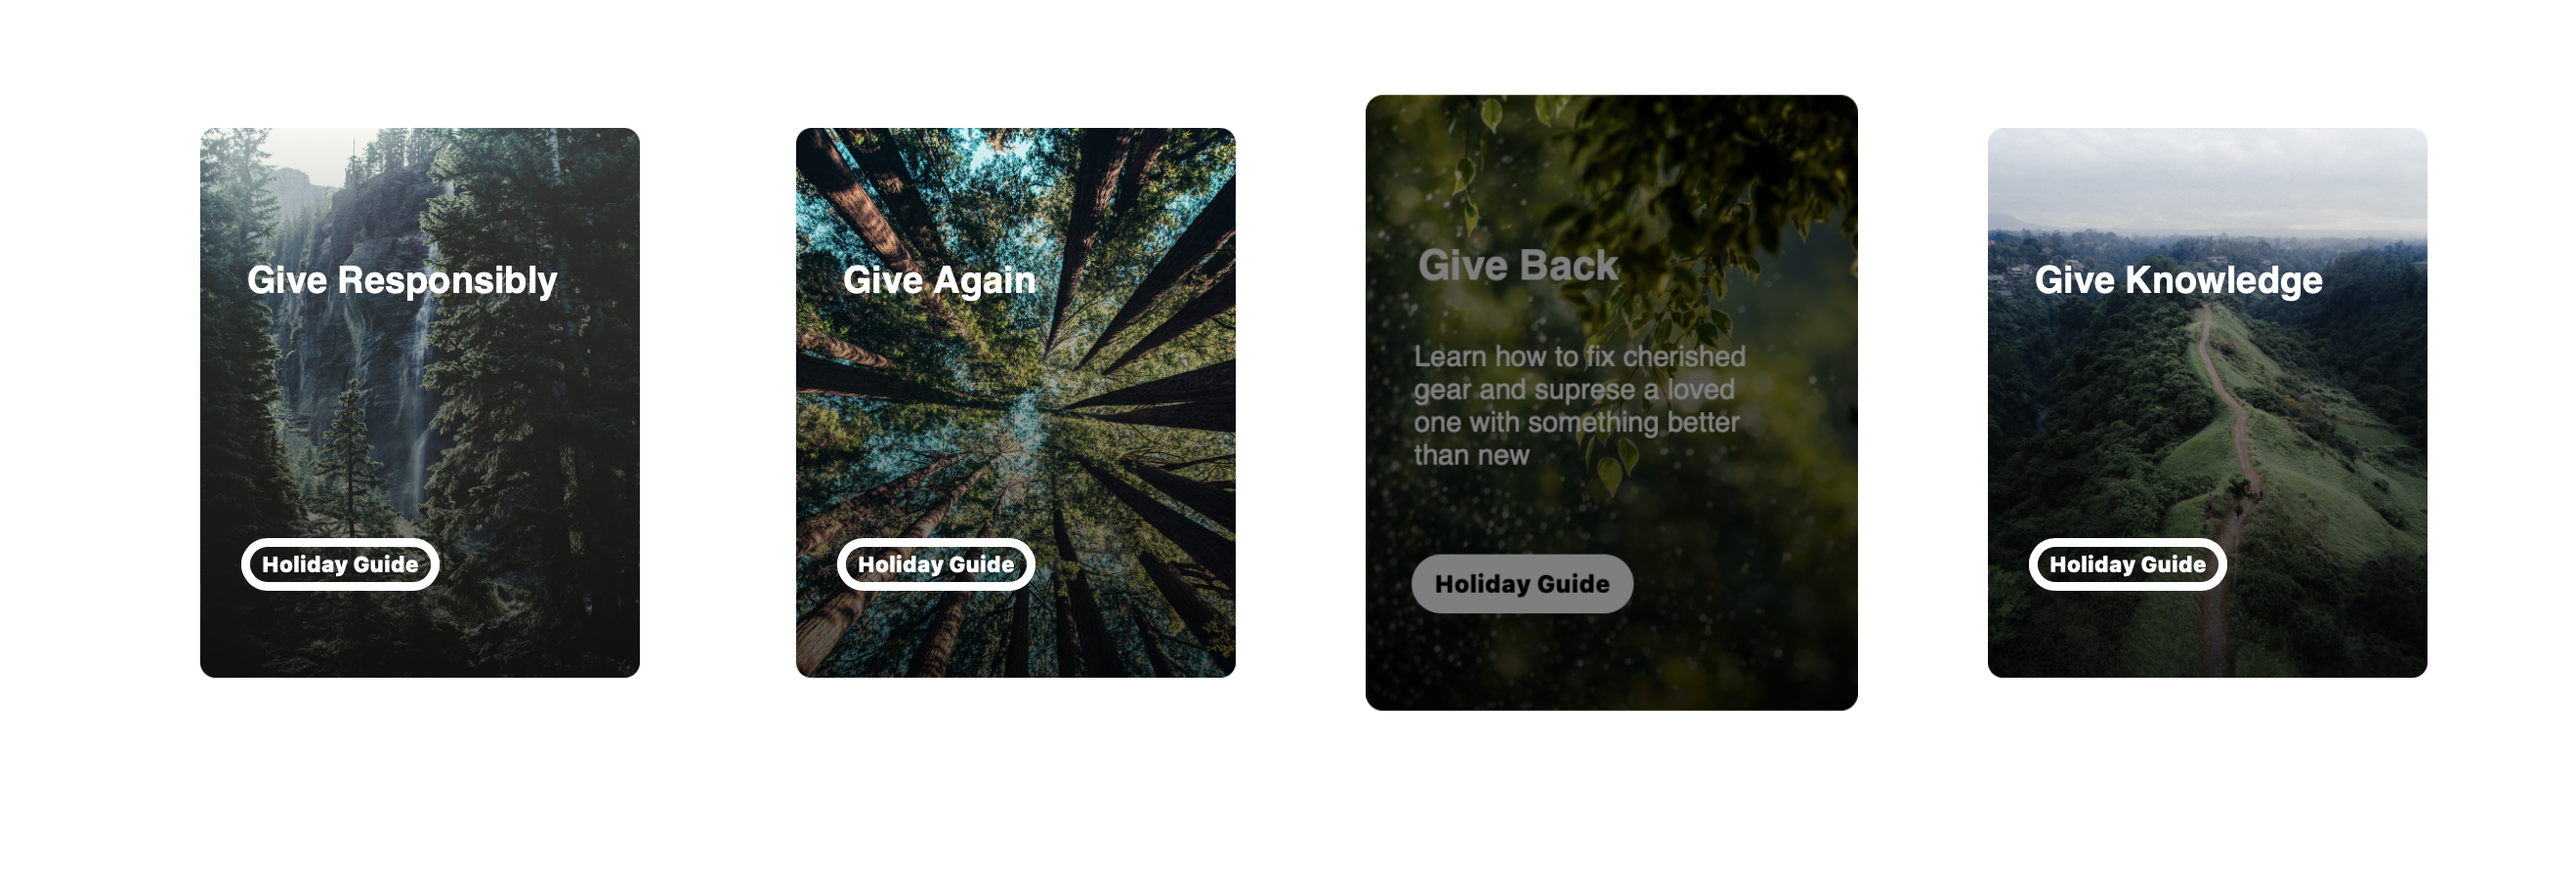 Give Responsibly
Holiday Guide
Give Again
Holiday Guide
Give Back
Learn how to fix cherished
gear and suprese a loved
one with something better
than new
Holiday Guide
Give Knowledge
Holiday Guide